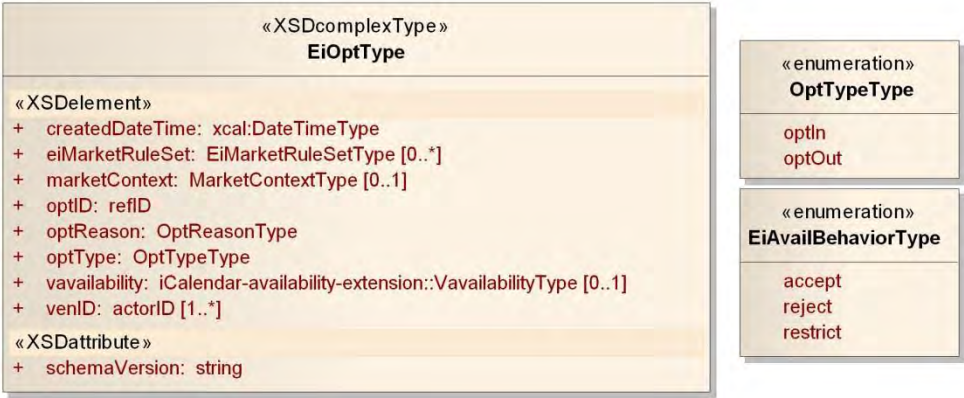 «XSDcomplexType»
EiOptType
«XSDelement»
+ createdDateTime: xcal:DateTimeType
+ eiMarketRuleSet: EiMarketRuleSetType [0..*]
+ marketContext: MarketContextType [0..1]
+ optID: refID
+ optReason: OptReasonType
+ optType: OptTypeType
+ vavailability: iCalendar-availability-extension::VavailabilityType [0..1]
+ venID: actorID [1..*]
«XSDattribute»
+ schemaVersion: string
«enumeration»
OptTypeType
optIn
optOut
«enumeration»
EiAvailBehaviorType
accept
reject
restrict